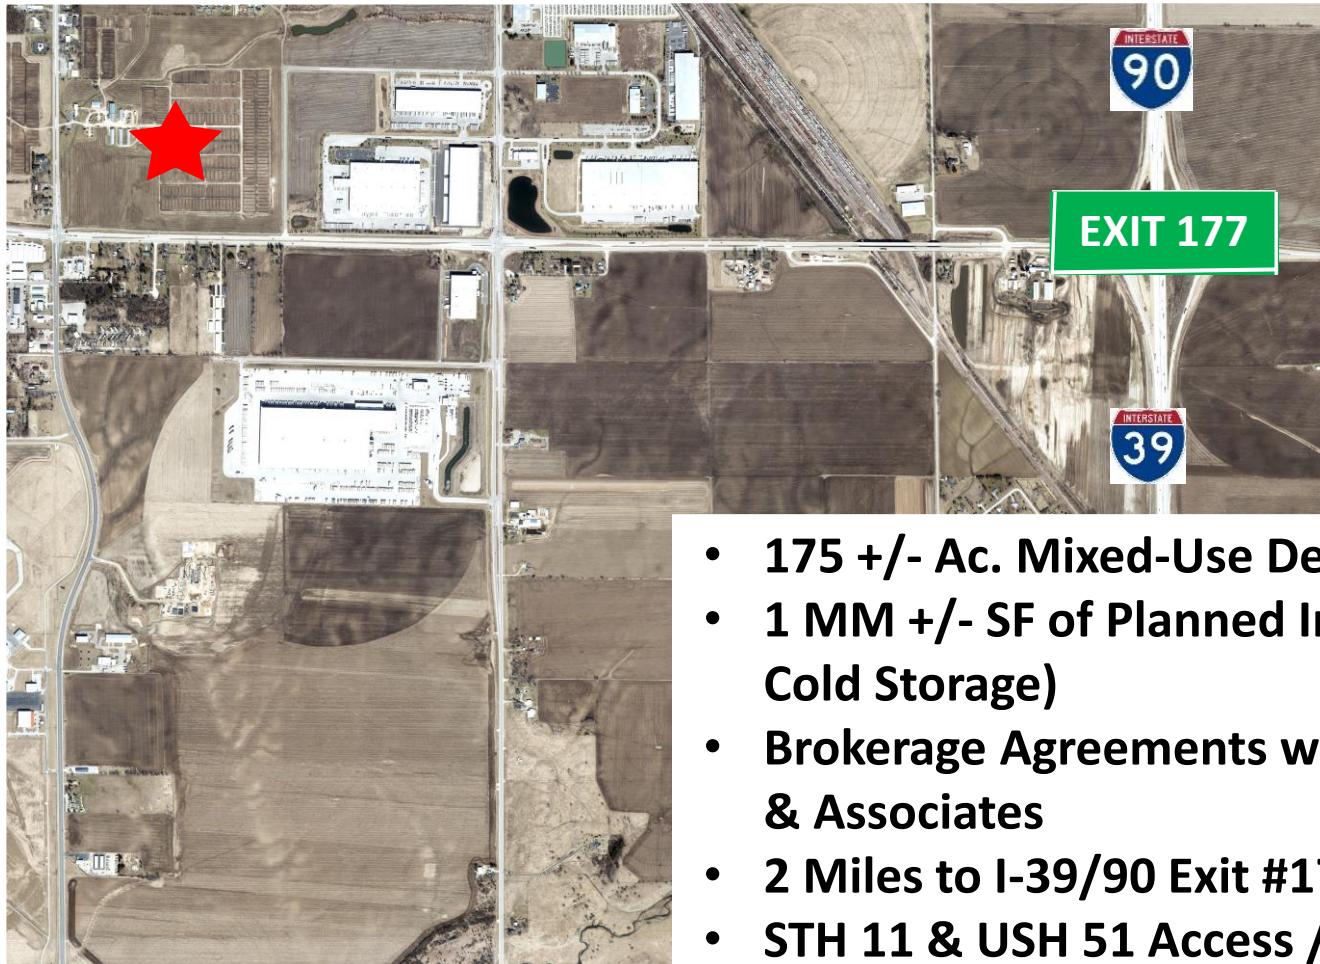 INTERSTATE
90
EXIT 177
INTERSTATE
39
• 175 +/- Ac. Mixed-Use De
• 1 MM +/- SF of Planned
Cold Storage)
• Brokerage Agreements w
& Associates
• 2 Miles to I-39/90 Exit #17
• STH 11 & USH 51 Access /